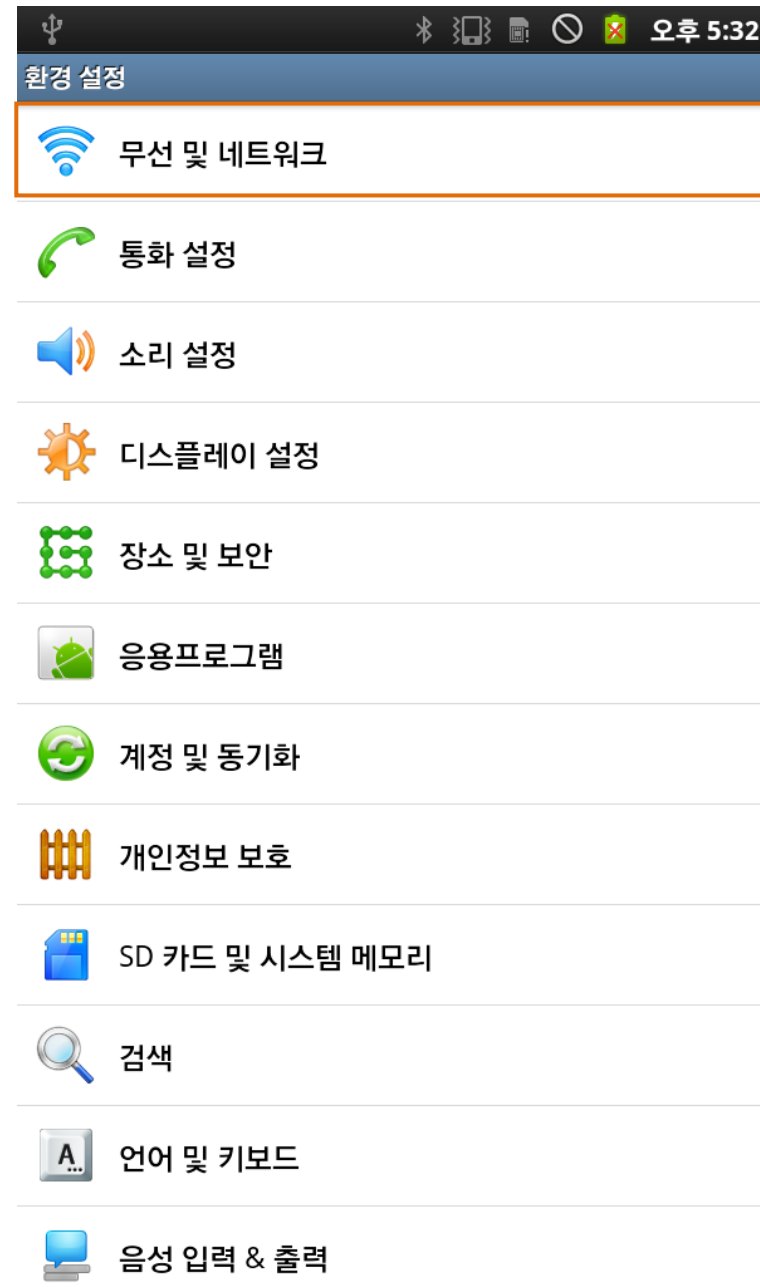 오후 5:32
환경 설정
무선 및 네트워크
통화 설정
소리 설정
디스플레이 설정
장소 및 보안
응용프로그램
계정 및 동기화
개인정보 보호
SD 카드 및 시스템 메모리
검색
A...
언어 및 키보드
음성 입력 & 출력